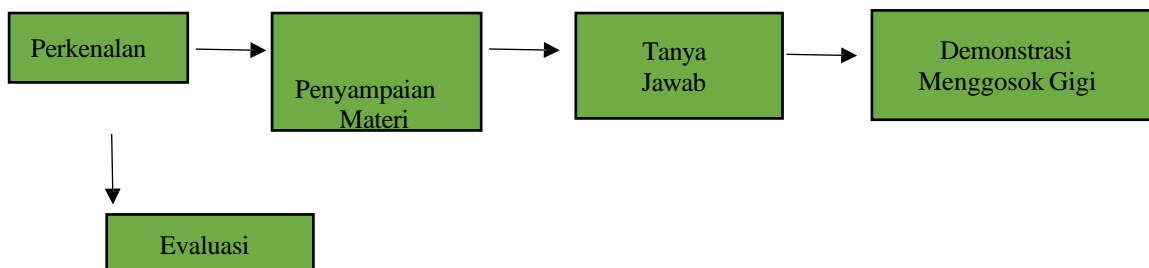 Perkenalan
Penyampaian
Materi
Tanya
Jawab
Demonstrasi
Menggosok Gigi
Evaluasi